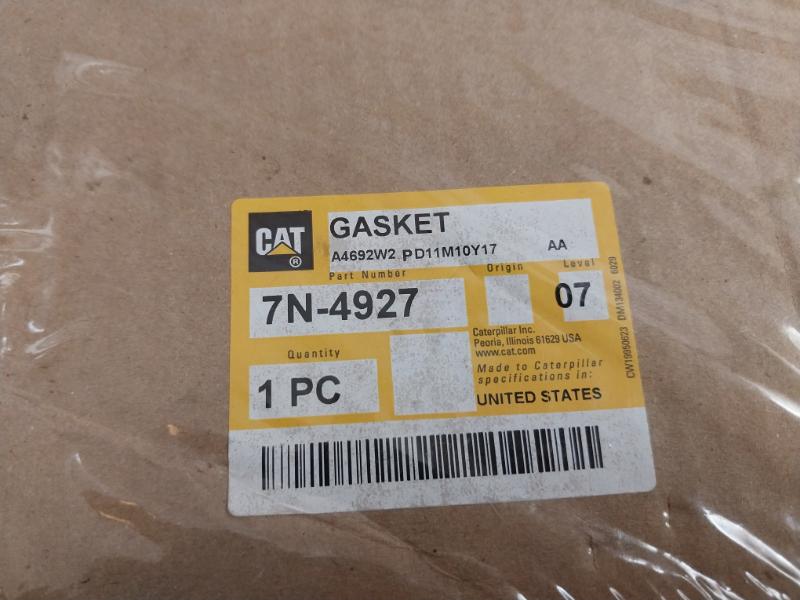 CAT ®
GASKET
A4692W2 PD11M10Y17 AA
Part Number
Origin
Level
7N-4927
07
Quantity
1 PC
Caterpillar Inc.
Peoria, Illinois 61629 USA
www.cat.com
Made to Caterpillar
specifications in:
UNITED STATES
CW19950623 DM134002 6029